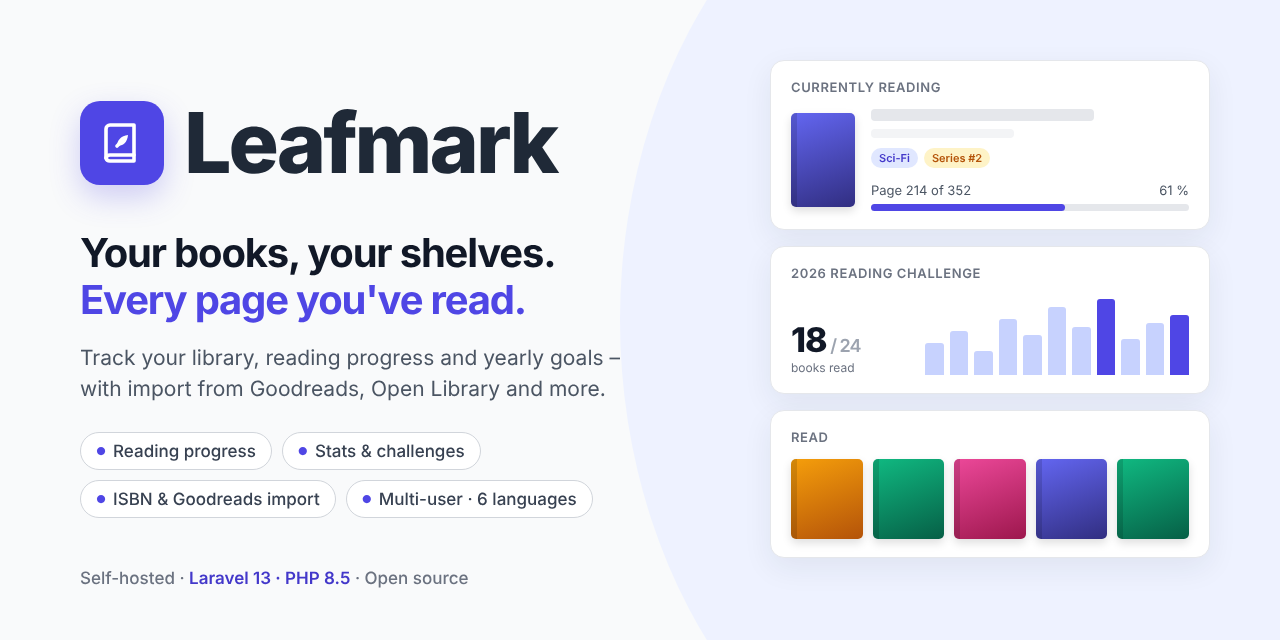 Leafmark
Your books, your shelves.
Every page you've read.
Track your library, reading progress and yearly goals –
with import from Goodreads, Open Library and more.
Reading progress
Stats & challenges
ISBN & Goodreads import
Multi-user · 6 languages
Self-hosted · Laravel 13 · PHP 8.5 · Open source
CURRENTLY READING
Sci-Fi
Series #2
Page 214 of 352
61 %
2026 READING CHALLENGE
18 / 24
books read
READ